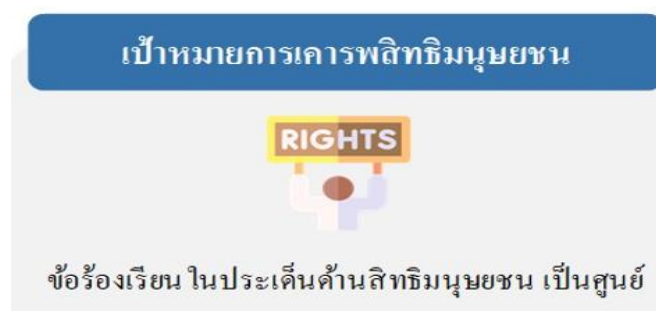 เป้าหมายการเคารพสิทธิมนุษยชน
RIGHTS
ข้อร้องเรียนในประเด็นด้านสิทธิมนุษยชน เป็นศูนย์